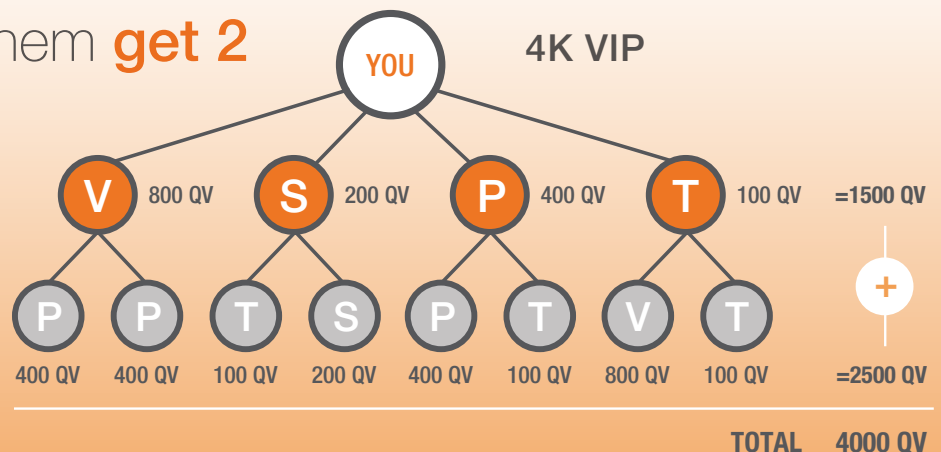 get 2
4K VIP
YOU
V 800 QV S 200 QV P 400 QV T 100 QV =1500 QV
+
P P T S P T V T
400 QV 400 QV 100 QV 200 QV 400 QV 100 QV 800 QV 100 QV =2500 QV
TOTAL 4000 QV